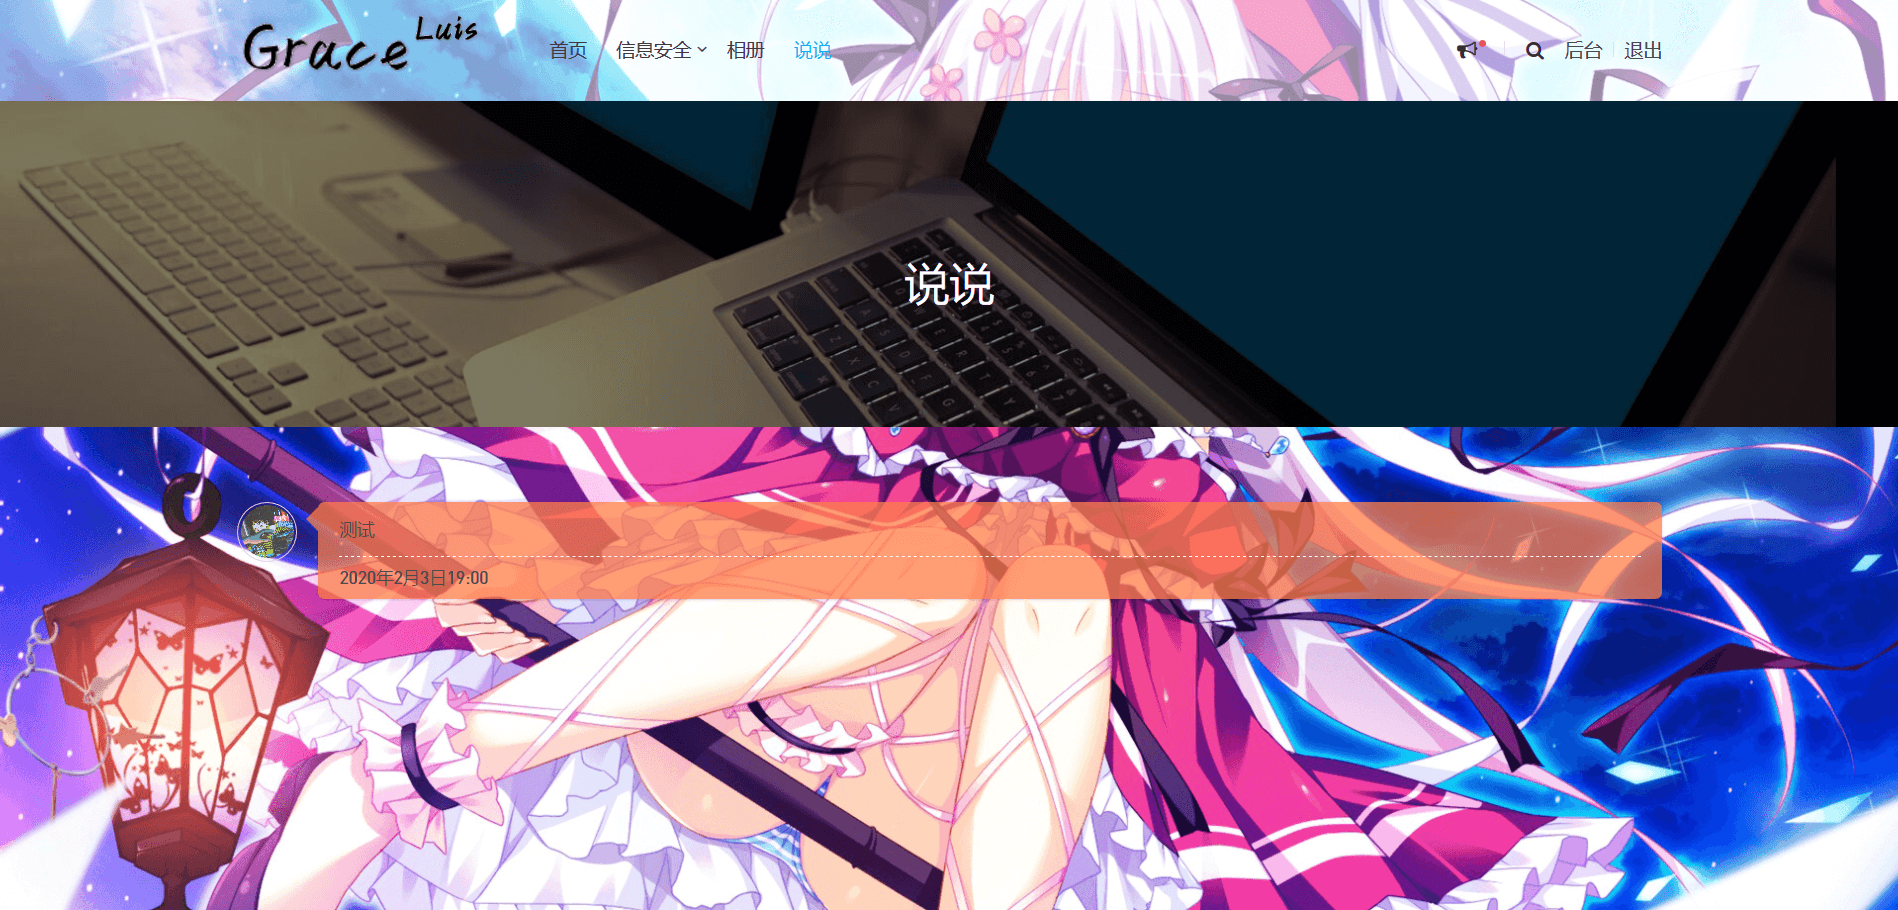 Grace Luis
首页 信息安全 相册 说说 后台 退出
说说
测试
2020年2月3日19:00